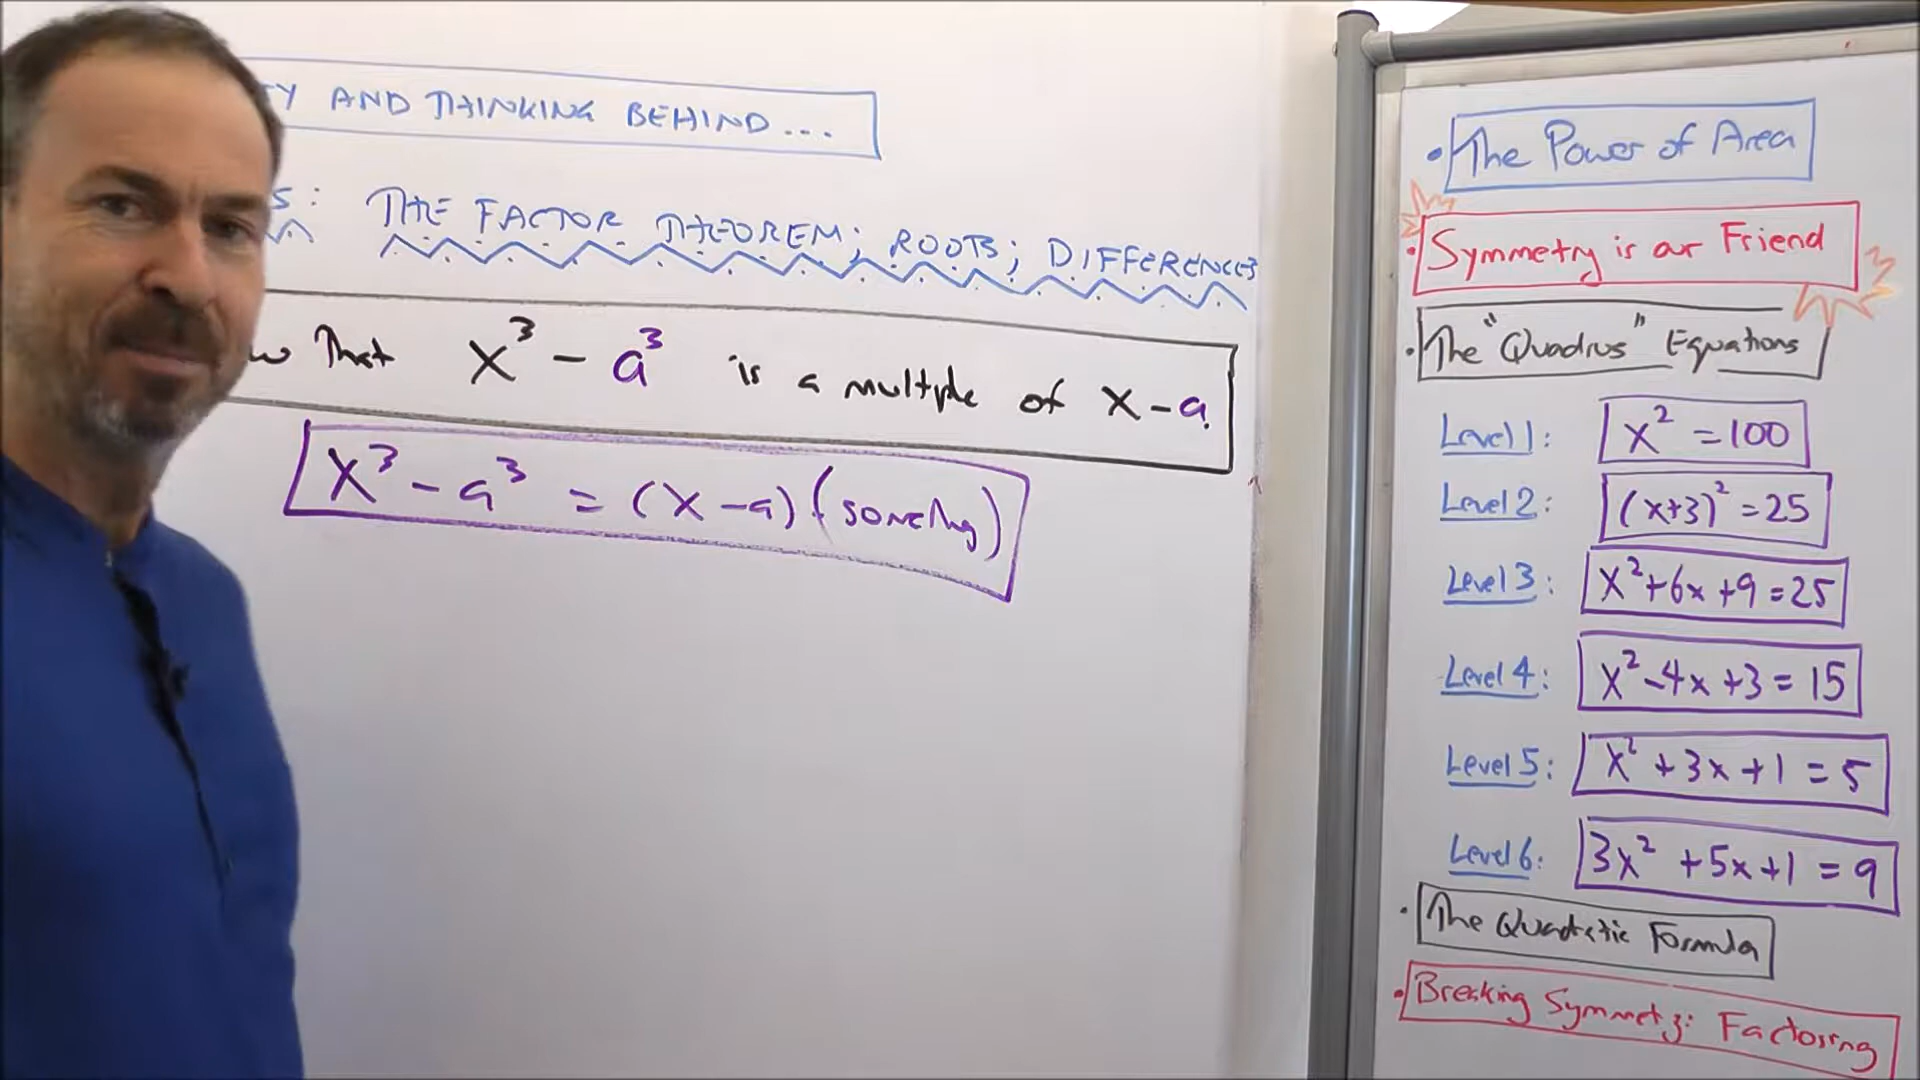 TY AND THINKING BEHIND...
S: THE FACTOR THEOREM; ROOTS; DIFFERENCES
w That x³ - a³ is a multiple of x-a.
x³ - a³ = (x-a)(something)
• The Power of Area
• Symmetry is our Friend
• The "Quadrus" Equations
Level 1: x² = 100
Level 2: (x+3)² = 25
Level 3: x²+6x+9=25
Level 4: x²-4x+3=15
Level 5: x²+3x+1=5
Level 6: 3x²+5x+1=9
• The Quadratic Formula
• Breaking Symmetry: Factoring